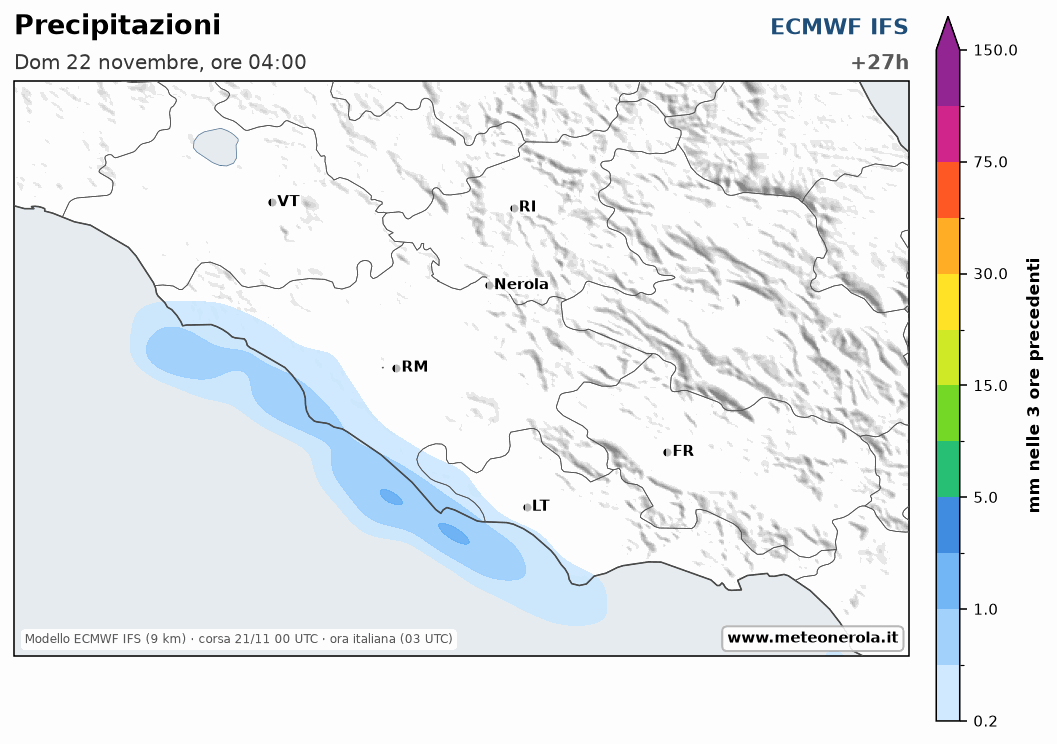 Precipitazioni
ECMWF IFS
Dom 22 novembre, ore 04:00
+27h
150.0
75.0
30.0
15.0
5.0
1.0
0.2
mm nelle 3 ore precedenti
VT
RI
Nerola
RM
FR
LT
Modello ECMWF IFS (9 km) · corsa 21/11 00 UTC · ora italiana (03 UTC)
www.meteonerola.it